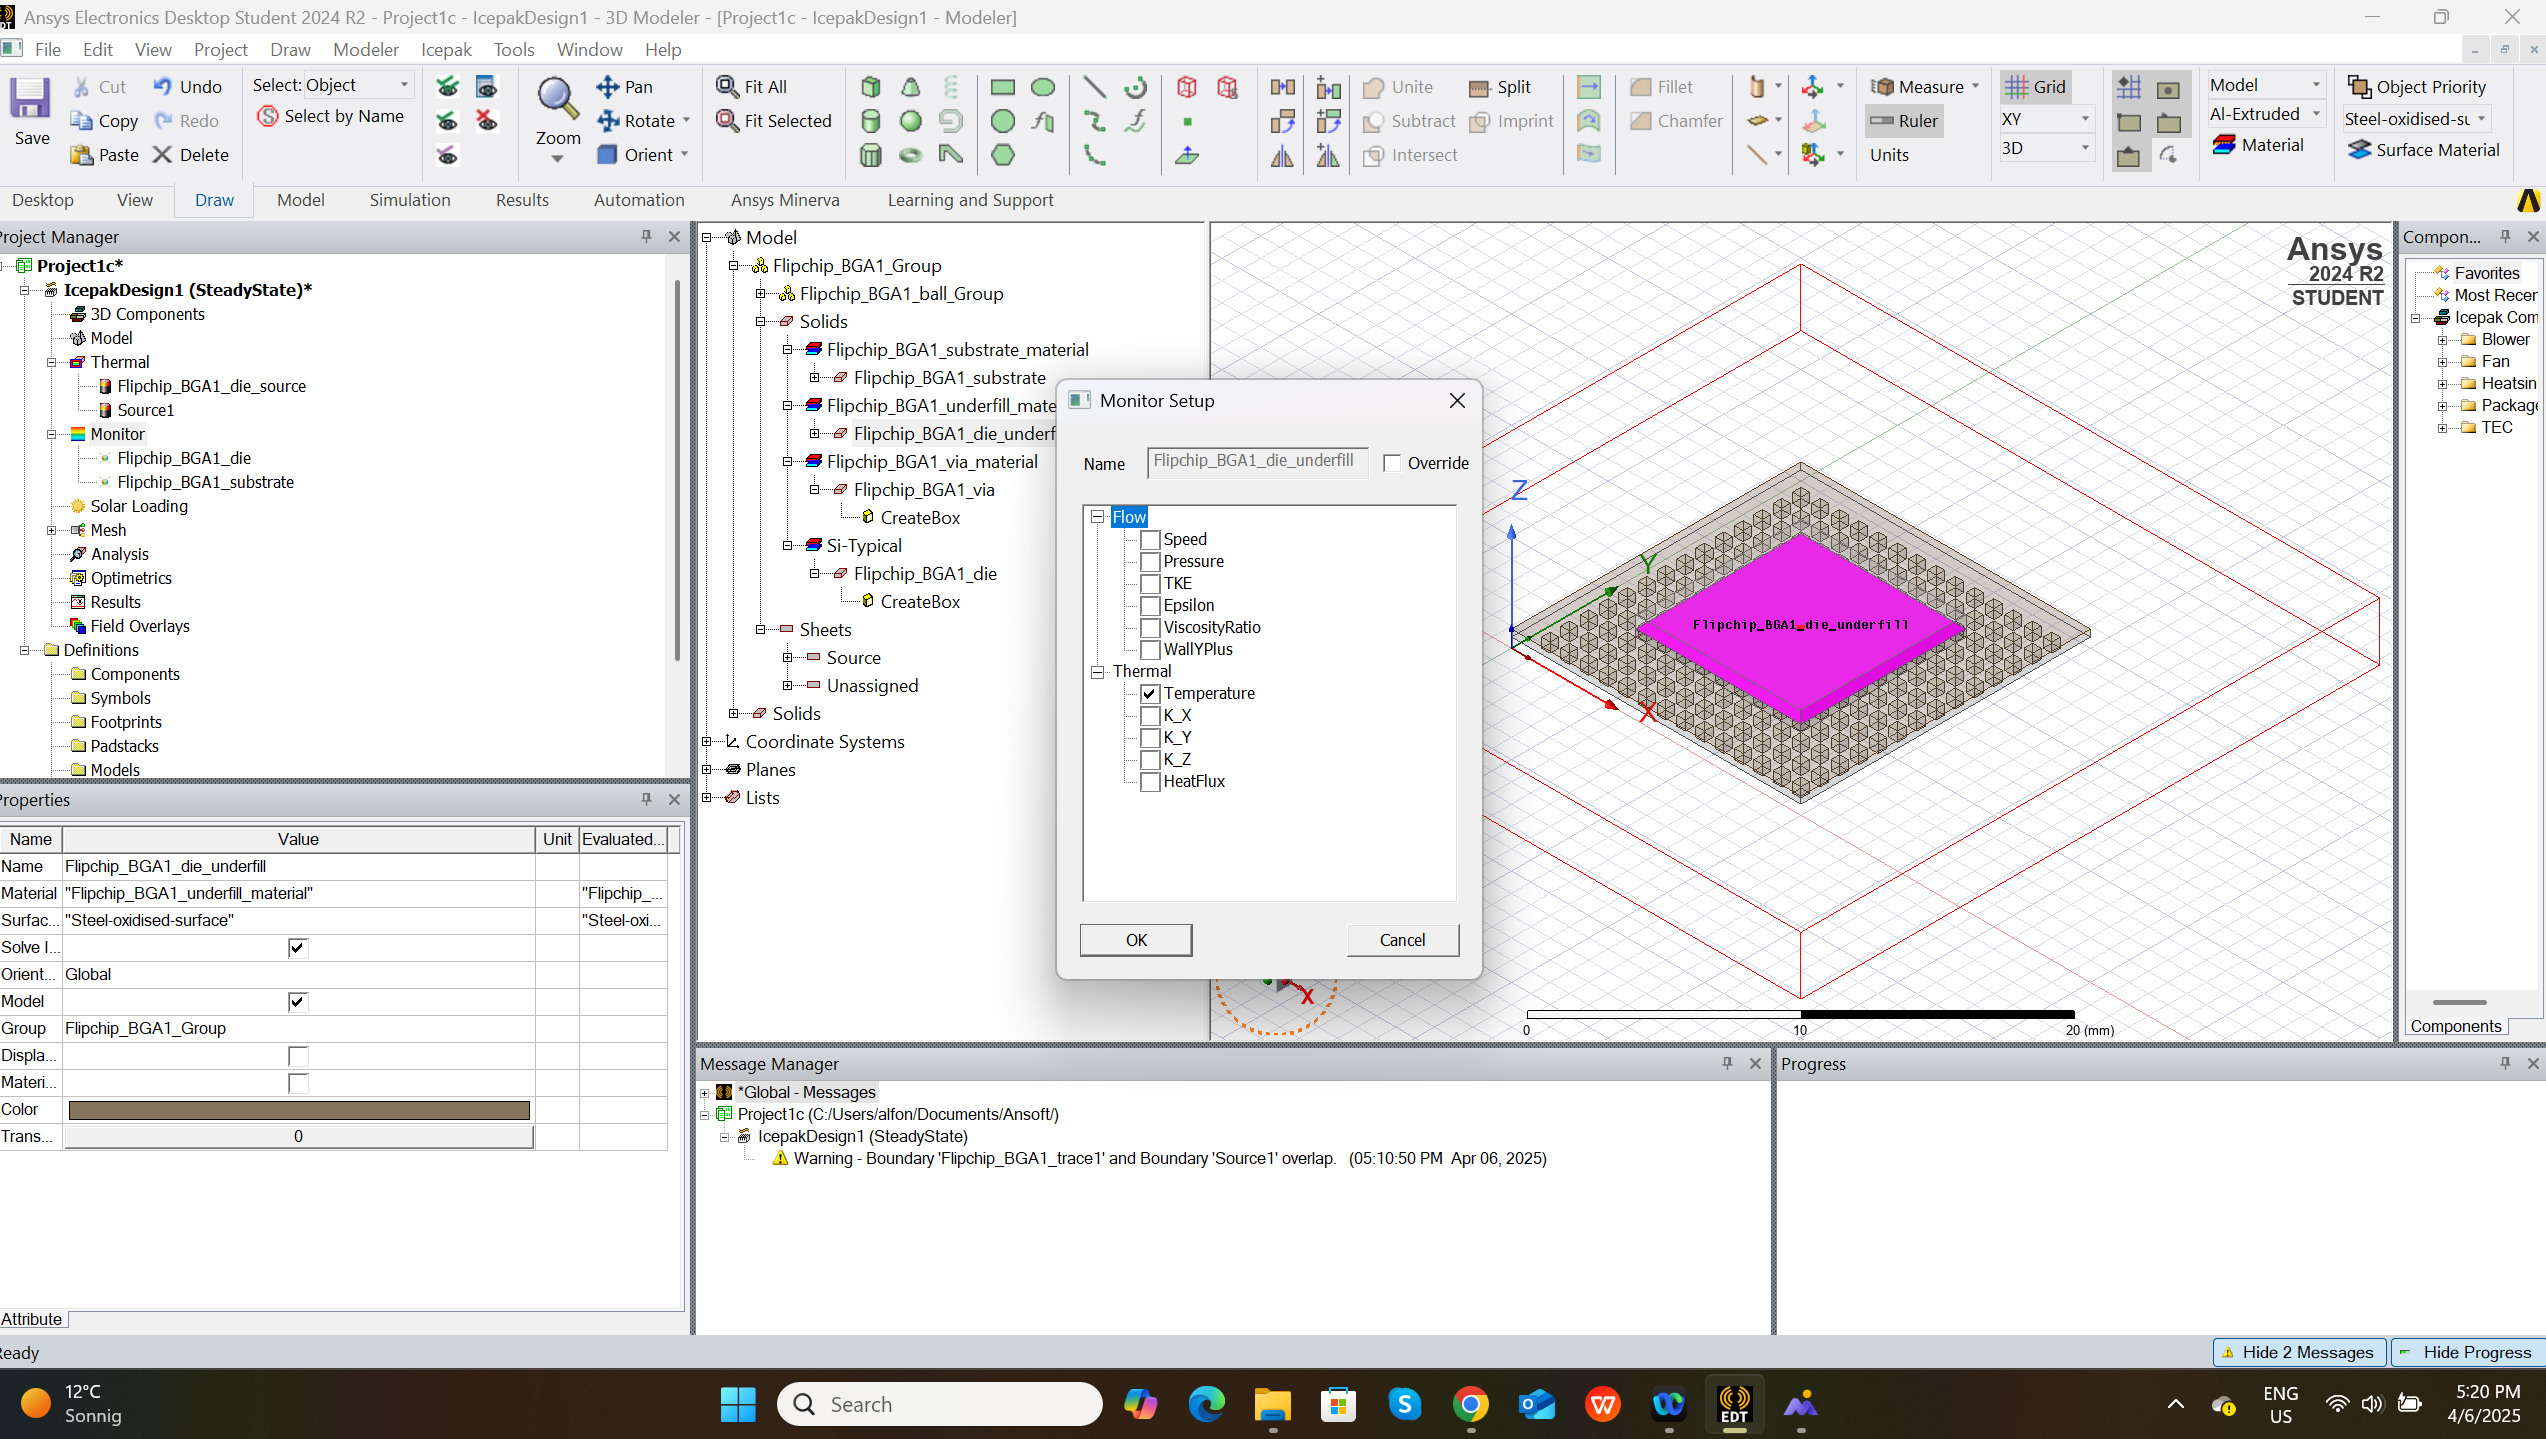 Ansys Electronics Desktop Student 2024 R2 - Project1c - IcepakDesign1 - 3D Modeler - [Project1c - IcepakDesign1 - Modeler]
File Edit View Project Draw Modeler Icepak Tools Window Help
Save
Cut
Copy
Paste
Undo
Redo
Delete
Select: Object
Select by Name
Zoom
Pan
Rotate
Orient
Fit All
Fit Selected
Unite
Subtract
Intersect
Split
Imprint
Fillet
Chamfer
Measure
Ruler
Units
Grid
XY
3D
Model
Al-Extruded
Material
Object Priority
Steel-oxidised-su
Surface Material
Desktop View Draw Model Simulation Results Automation Ansys Minerva Learning and Support
Project Manager
Project1c*
IcepakDesign1 (SteadyState)*
3D Components
Model
Thermal
Flipchip_BGA1_die_source
Source1
Monitor
Flipchip_BGA1_die
Flipchip_BGA1_substrate
Solar Loading
Mesh
Analysis
Optimetrics
Results
Field Overlays
Definitions
Components
Symbols
Footprints
Padstacks
Models
Properties
Name Value Unit Evaluated...
Name Flipchip_BGA1_die_underfill
Material "Flipchip_BGA1_underfill_material" "Flipchip_...
Surfac... "Steel-oxidised-surface" "Steel-oxi...
Solve I...
Orient... Global
Model
Group Flipchip_BGA1_Group
Displa...
Materi...
Color
Trans... 0
Attribute
Model
Flipchip_BGA1_Group
Flipchip_BGA1_ball_Group
Solids
Flipchip_BGA1_substrate_material
Flipchip_BGA1_substrate
Flipchip_BGA1_underfill_mate
Flipchip_BGA1_die_underf
Flipchip_BGA1_via_material
Flipchip_BGA1_via
CreateBox
Si-Typical
Flipchip_BGA1_die
CreateBox
Sheets
Source
Unassigned
Solids
Coordinate Systems
Planes
Lists
Monitor Setup
Name Flipchip_BGA1_die_underfill Override
Flow
Speed
Pressure
TKE
Epsilon
ViscosityRatio
WallYPlus
Thermal
Temperature
K_X
K_Y
K_Z
HeatFlux
OK Cancel
Ansys
2024 R2
STUDENT
Z
Y
X
Flipchip_BGA1_die_underfill
X
0 10 20 (mm)
Compon...
Favorites
Most Recer
Icepak Com
Blower
Fan
Heatsin
Package
TEC
Components
Message Manager
*Global - Messages
Project1c (C:/Users/alfon/Documents/Ansoft/)
IcepakDesign1 (SteadyState)
Warning - Boundary 'Flipchip_BGA1_trace1' and Boundary 'Source1' overlap. (05:10:50 PM Apr 06, 2025)
Progress
Ready
Hide 2 Messages Hide Progress
12°C
Sonnig
Search
EDT
ENG
US
5:20 PM
4/6/2025